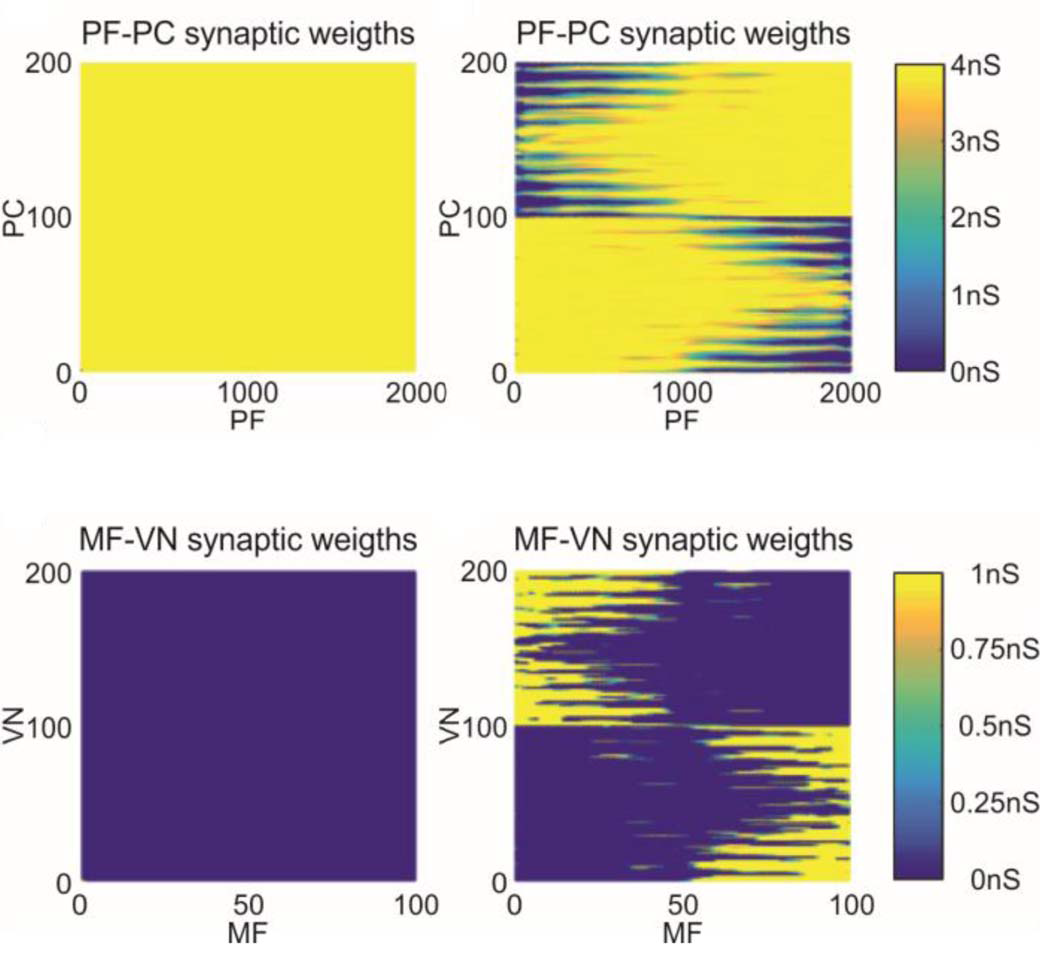 PF-PC synaptic weigths
200
100
0
PC
0 1000 2000
PF
PF-PC synaptic weigths
200
100
0
PC
0 1000 2000
PF
4nS
3nS
2nS
1nS
0nS
MF-VN synaptic weigths
200
100
0
VN
0 50 100
MF
MF-VN synaptic weigths
200
100
0
VN
0 50 100
MF
1nS
0.75nS
0.5nS
0.25nS
0nS